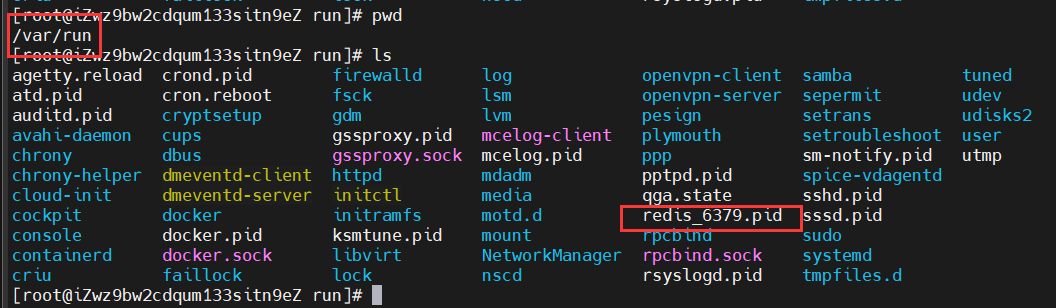 [root@iZwz9bw2cdqum133sitn9eZ run]# pwd
/var/run
[root@iZwz9bw2cdqum133sitn9eZ run]# ls
agetty.reload crond.pid firewalld log openvpn-client samba tuned
atd.pid cron.reboot fsck lsm openvpn-server sepermit udev
auditd.pid cryptsetup gdm lvm pesign setrans udisks2
avahi-daemon cups gssproxy.pid mcelog-client plymouth setroubleshoot user
chrony dbus gssproxy.sock mcelog.pid ppp sm-notify.pid utmp
chrony-helper dmeventd-client httpd mdadm pptpd.pid spice-vdagentd
cloud-init dmeventd-server initctl media qga.state sshd.pid
cockpit docker initramfs motd.d redis_6379.pid sssd.pid
console docker.pid ksmtune.pid mount rpcbind sudo
containerd docker.sock libvirt NetworkManager rpcbind.sock systemd
criu faillock lock nscd rsyslogd.pid tmpfiles.d
[root@iZwz9bw2cdqum133sitn9eZ run]#